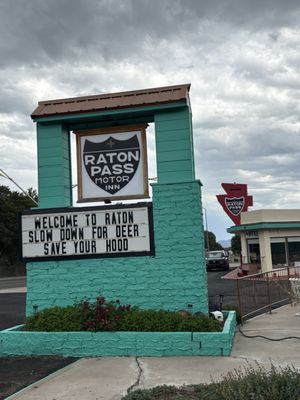 RATON
PASS
MOTOR
INN
WELCOME TO RATON
SLOW DOWN FOR DEER
SAVE YOUR HOOD
RATON PASS